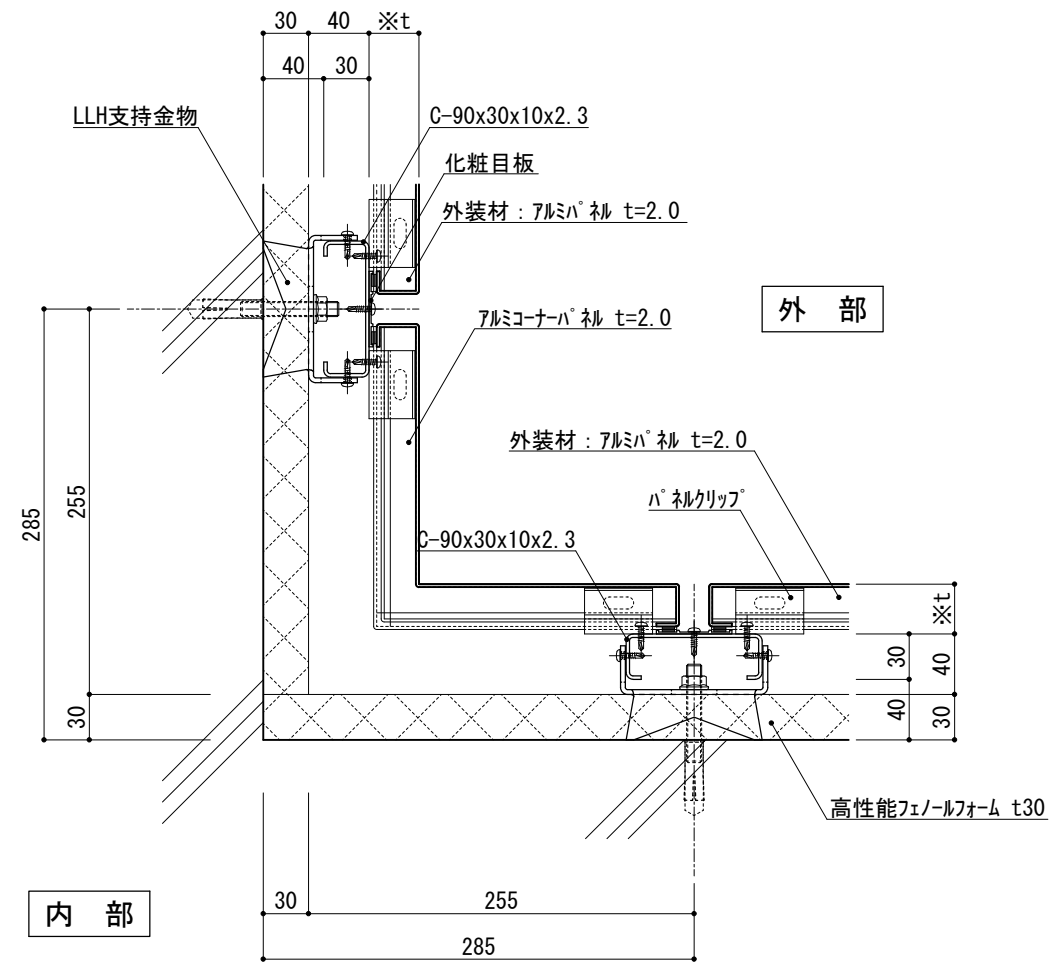 30 40 ※t
40 30
LLH支持金物
C-90x30x10x2.3
化粧目板
外装材：ｱﾙﾐﾊﾟﾈﾙ t=2.0
外 部
ｱﾙﾐｺｰﾅｰﾊﾟﾈﾙ t=2.0
外装材：ｱﾙﾐﾊﾟﾈﾙ t=2.0
ﾊﾟﾈﾙｸﾘｯﾌﾟ
C-90x30x10x2.3
285
255
30
※t
30
40
40
30
高性能ﾌｪﾉｰﾙﾌｫｰﾑ t30
内 部
30 255
285